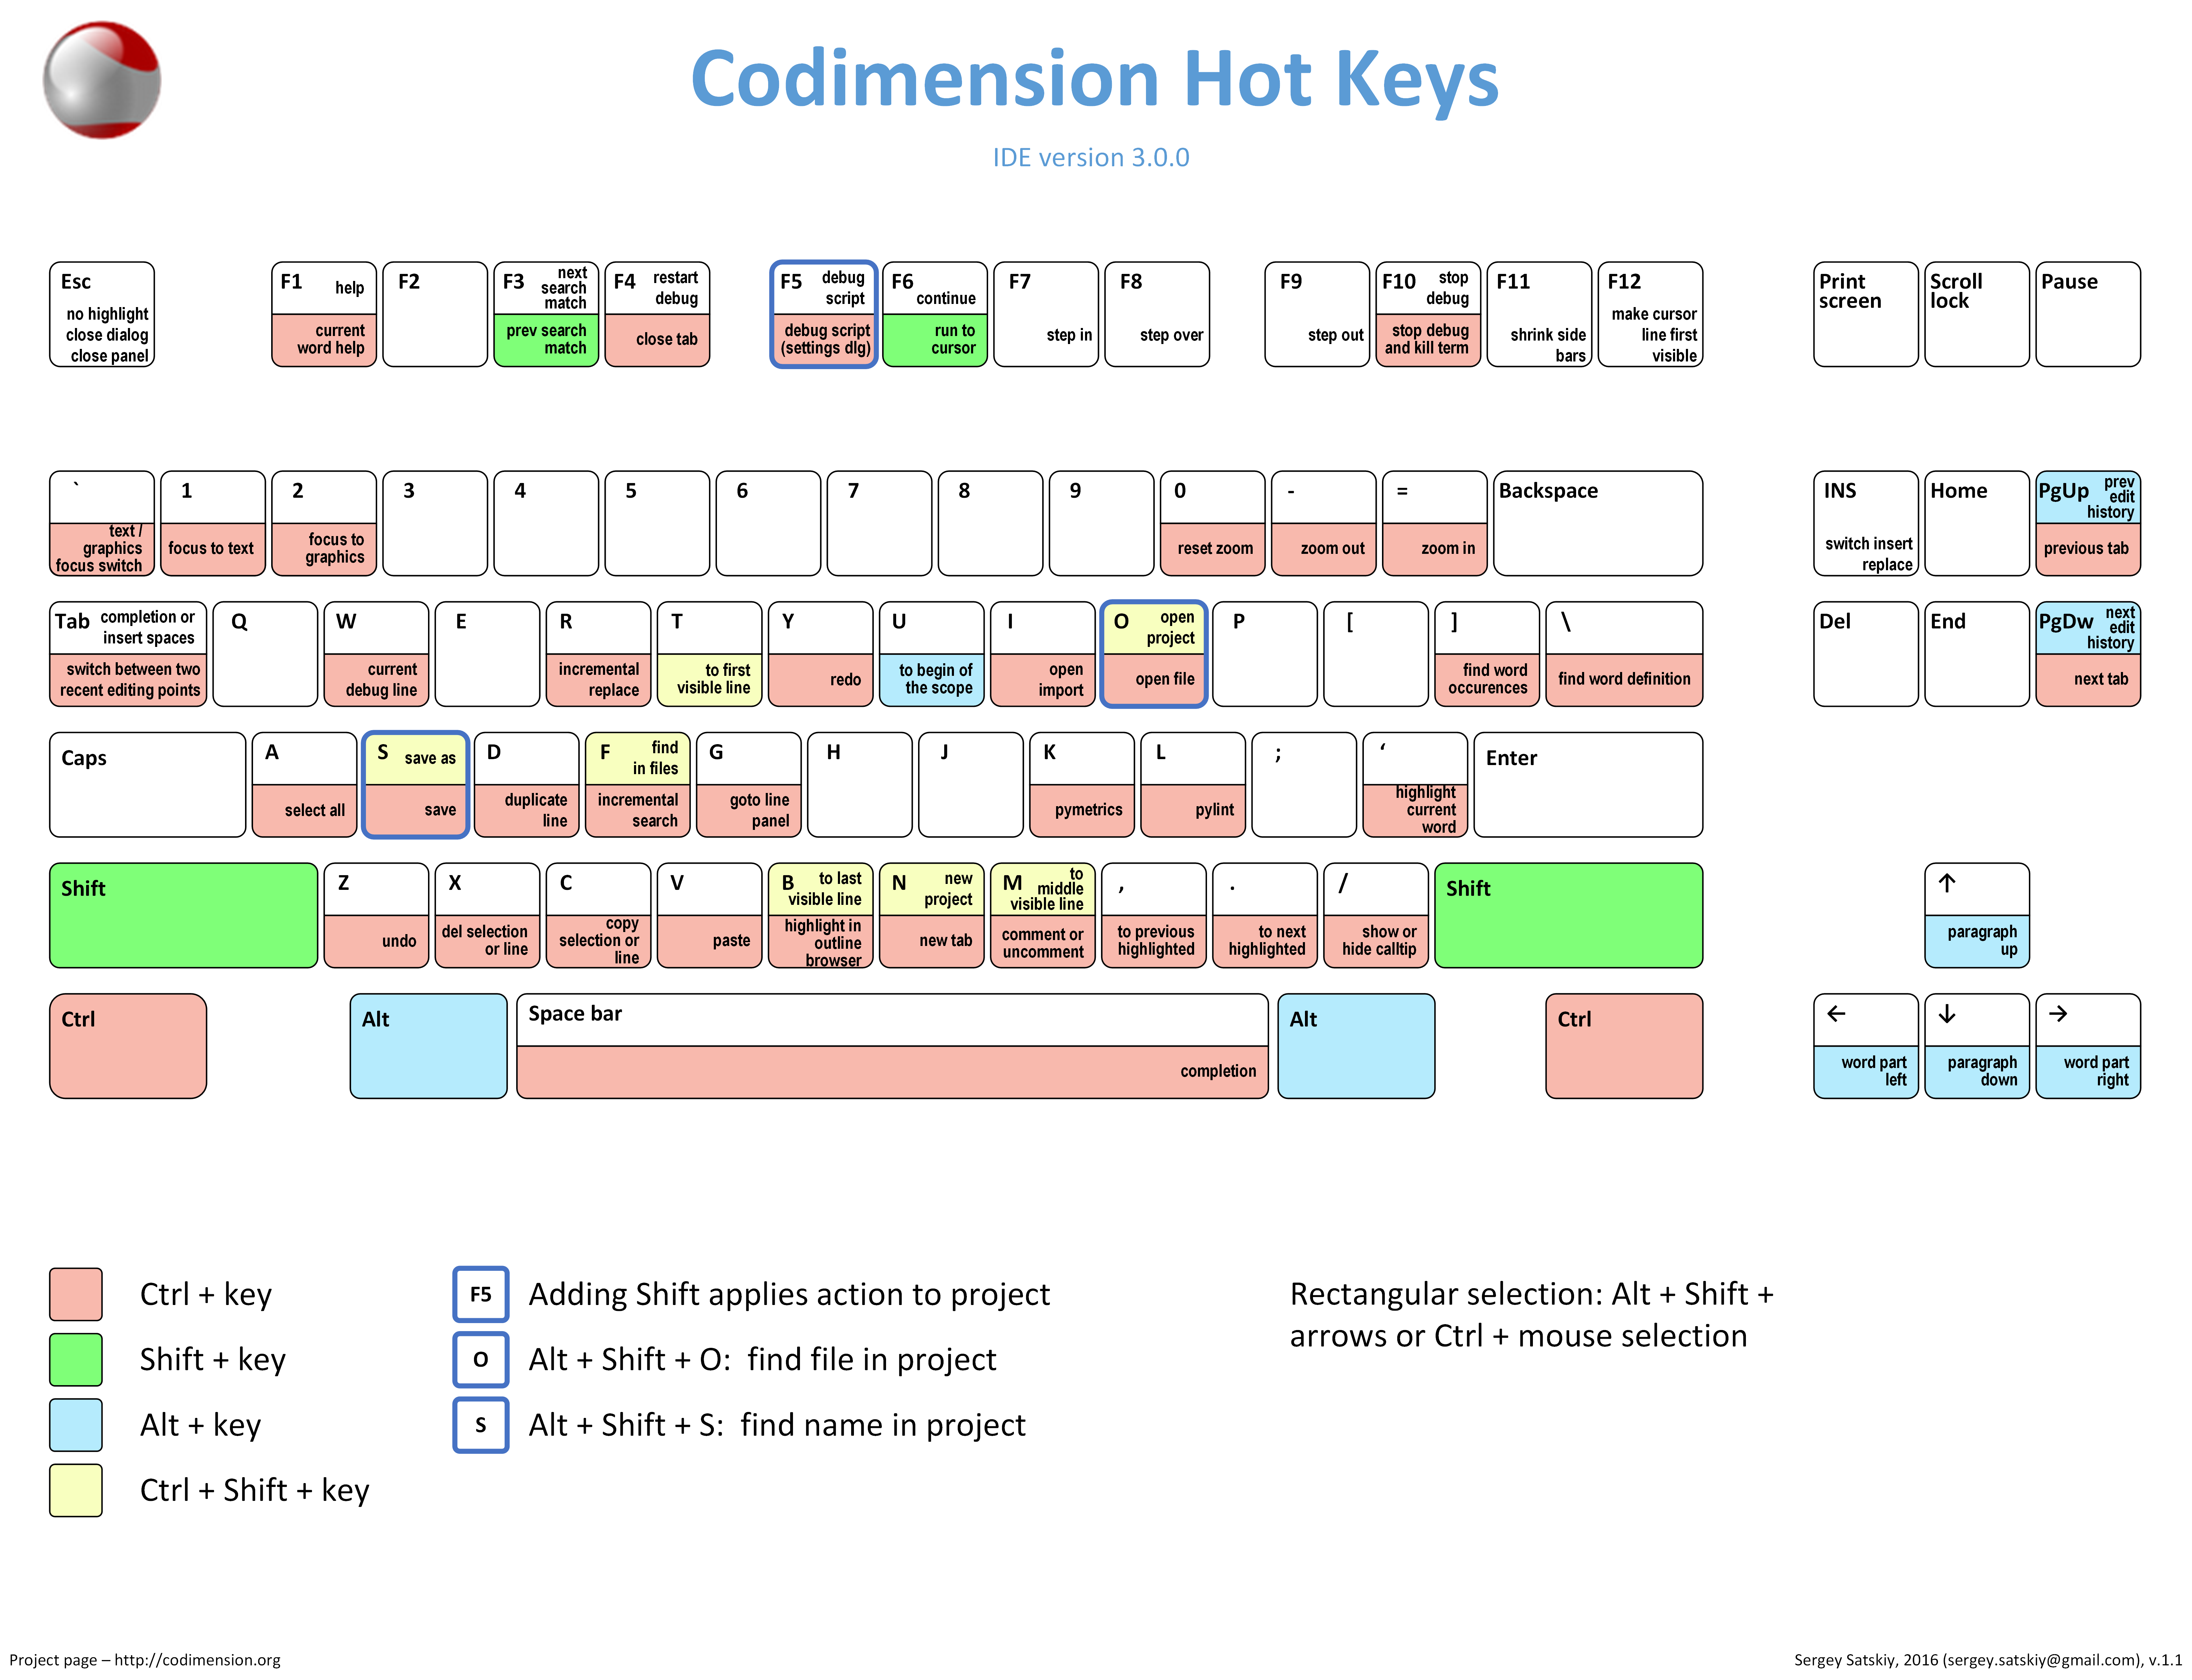 Codimension Hot Keys
IDE version 3.0.0
Esc
no highlight
close dialog
close panel
F1 help
current
word help
F2
F3 next
search
match
prev search
match
F4 restart
debug
close tab
F5 debug
script
debug script
(settings dlg)
F6
continue
run to
cursor
F7
step in
F8
step over
F9
step out
F10 stop
debug
stop debug
and kill term
F11
shrink side
bars
F12
make cursor
line first
visible
Print
screen
Scroll
lock
Pause
`
text /
graphics
focus switch
1
focus to text
2
focus to
graphics
3
4
5
6
7
8
9
0
reset zoom
-
zoom out
=
zoom in
Backspace
INS
switch insert
replace
Home
PgUp prev
edit
history
previous tab
Tab completion or
insert spaces
switch between two
recent editing points
Q
W
current
debug line
E
R
incremental
replace
T
to first
visible line
Y
redo
U
to begin of
the scope
I
open
import
O open
project
open file
P
[
]
find word
occurences
\
find word definition
Del
End
PgDw next
edit
history
next tab
Caps
A
select all
S save as
save
D
duplicate
line
F find
in files
incremental
search
G
goto line
panel
H
J
K
pymetrics
L
pylint
;
‘
highlight
current
word
Enter
Shift
Z
undo
X
del selection
or line
C
copy
selection or
line
V
paste
B to last
visible line
highlight in
outline
browser
N new
project
new tab
M to
middle
visible line
comment or
uncomment
,
to previous
highlighted
.
to next
highlighted
/
show or
hide calltip
Shift
↑
paragraph
up
Ctrl
Alt
Space bar
completion
Alt
Ctrl
←
word part
left
↓
paragraph
down
→
word part
right
Ctrl + key
Shift + key
Alt + key
Ctrl + Shift + key
F5 Adding Shift applies action to project
O Alt + Shift + O: find file in project
S Alt + Shift + S: find name in project
Rectangular selection: Alt + Shift +
arrows or Ctrl + mouse selection
Project page – http://codimension.org
Sergey Satskiy, 2016 (sergey.satskiy@gmail.com), v.1.1